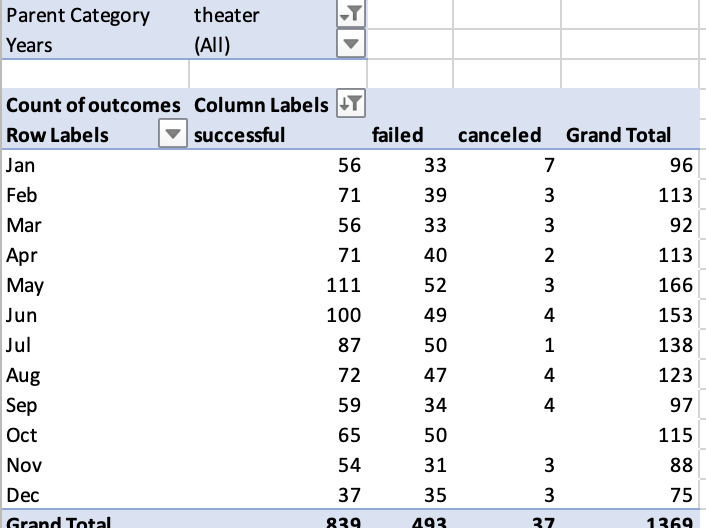 Parent Category theater
Years (All)
Count of outcomes Column Labels
Row Labels successful failed canceled Grand Total
Jan 56 33 7 96
Feb 71 39 3 113
Mar 56 33 3 92
Apr 71 40 2 113
May 111 52 3 166
Jun 100 49 4 153
Jul 87 50 1 138
Aug 72 47 4 123
Sep 59 34 4 97
Oct 65 50 115
Nov 54 31 3 88
Dec 37 35 3 75
Grand Total 839 493 37 1369